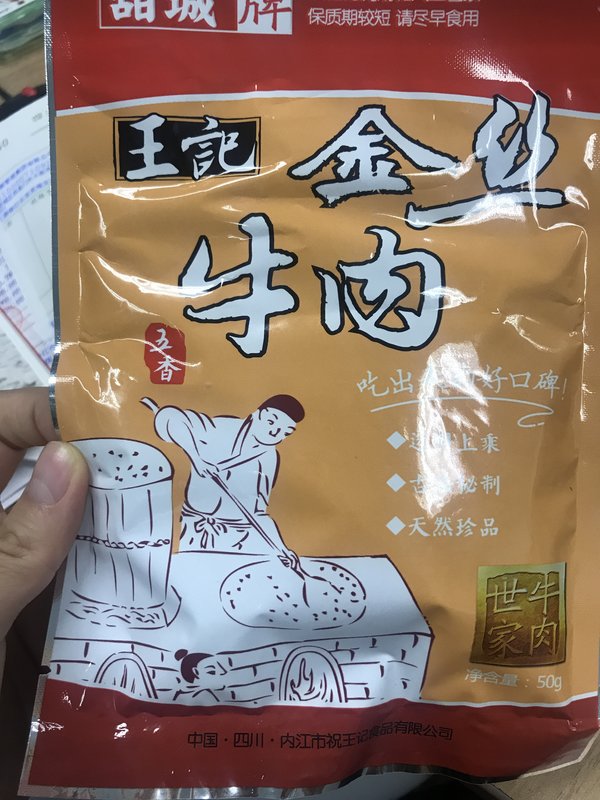 甜城牌
保质期较短 请尽早食用
王記
金丝
牛肉
五香
吃出 好口碑!
◆ 上乘
◆ 秘制
◆天然珍品
牛肉
世家
净含量:50g
中国·四川·内江市祝王记食品有限公司